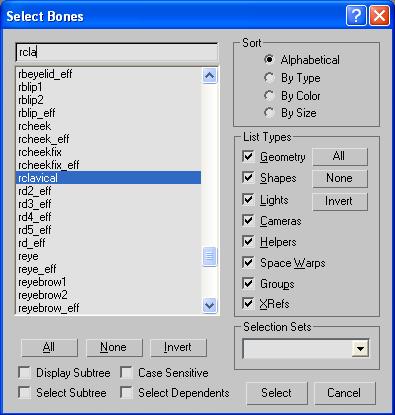 Select Bones
rcla
rbeyelid_eff
rblip1
rblip2
rblip_eff
rcheek
rcheek_eff
rcheekfix
rcheekfix_eff
rclavical
rd2_eff
rd3_eff
rd4_eff
rd5_eff
rd_eff
reye
reye_eff
reyebrow1
reyebrow2
reyebrow_eff
All
None
Invert
Display Subtree
Case Sensitive
Select Subtree
Select Dependents
Sort
Alphabetical
By Type
By Color
By Size
List Types
Geometry
All
Shapes
None
Lights
Invert
Cameras
Helpers
Space Warps
Groups
XRefs
Selection Sets
Select
Cancel